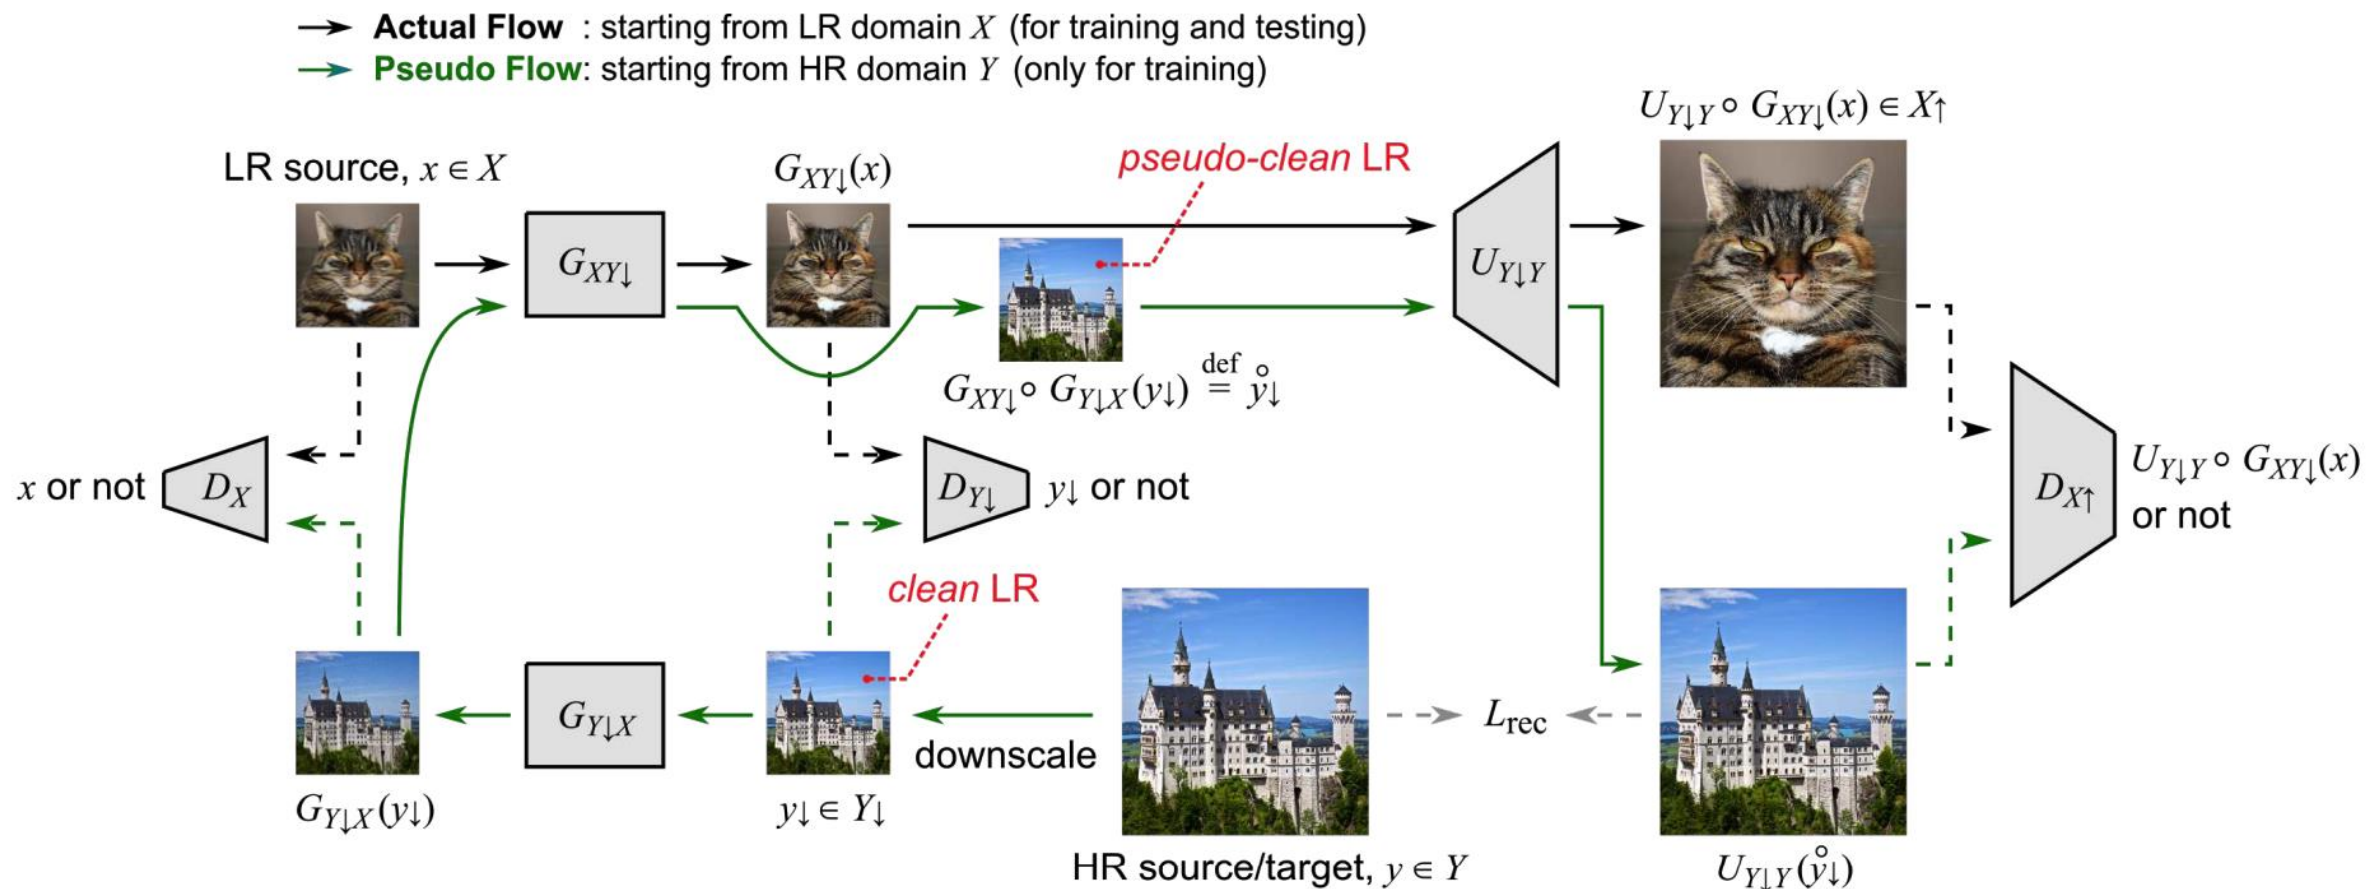 Actual Flow : starting from LR domain X (for training and testing)
Pseudo Flow: starting from HR domain Y (only for training)
U_{Y↓Y} ∘ G_{XY↓}(x) ∈ X↑
LR source, x ∈ X
G_{XY↓}(x)
pseudo-clean LR
G_{XY↓}
U_{Y↓Y}
G_{XY↓} ∘ G_{Y↓X}(y↓) def = ẙ↓
x or not
D_X
D_{Y↓}
y↓ or not
D_{X↑}
U_{Y↓Y} ∘ G_{XY↓}(x)
or not
clean LR
G_{Y↓X}
L_rec
downscale
G_{Y↓X}(y↓)
y↓ ∈ Y↓
HR source/target, y ∈ Y
U_{Y↓Y}(ẙ↓)